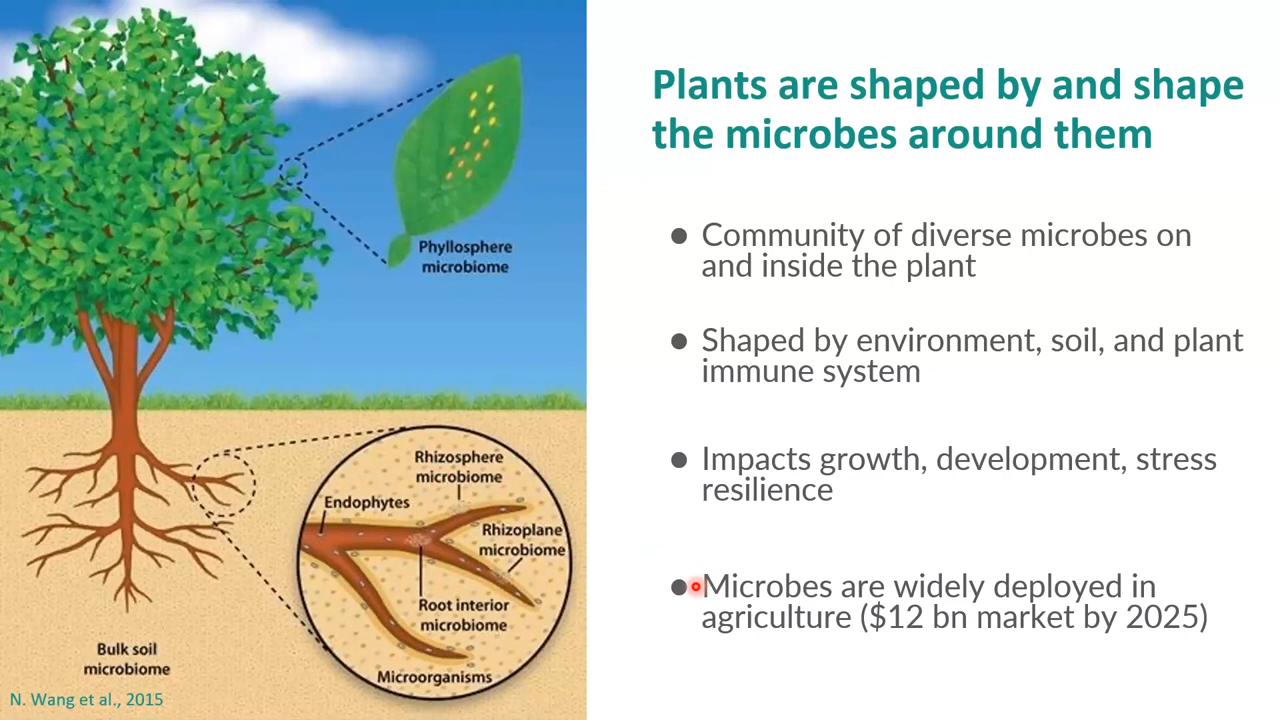 Plants are shaped by and shape
the microbes around them
• Community of diverse microbes on
and inside the plant
• Shaped by environment, soil, and plant
immune system
• Impacts growth, development, stress
resilience
• Microbes are widely deployed in
agriculture ($12 bn market by 2025)
Phyllosphere
microbiome
Rhizosphere
microbiome
Endophytes
Rhizoplane
microbiome
Root interior
microbiome
Microorganisms
Bulk soil
microbiome
N. Wang et al., 2015